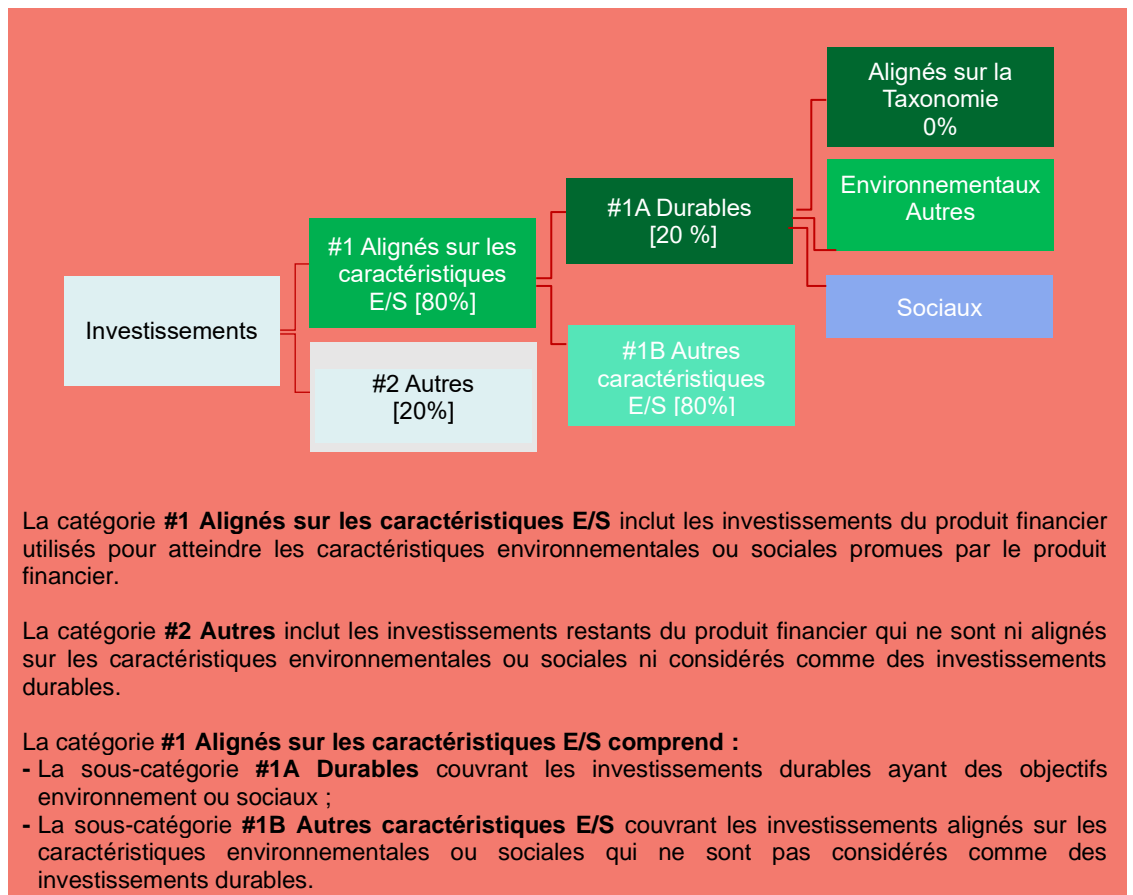 Investissements
#1 Alignés sur les
caractéristiques
E/S [80%]
#2 Autres
[20%]
#1A Durables
[20 %]
#1B Autres
caractéristiques
E/S [80%]
Alignés sur la
Taxonomie
0%
Environnementaux
Autres
Sociaux
La catégorie #1 Alignés sur les caractéristiques E/S inclut les investissements du produit financier
utilisés pour atteindre les caractéristiques environnementales ou sociales promues par le produit
financier.
La catégorie #2 Autres inclut les investissements restants du produit financier qui ne sont ni alignés
sur les caractéristiques environnementales ou sociales ni considérés comme des investissements
durables.
La catégorie #1 Alignés sur les caractéristiques E/S comprend :
- La sous-catégorie #1A Durables couvrant les investissements durables ayant des objectifs
environnement ou sociaux ;
- La sous-catégorie #1B Autres caractéristiques E/S couvrant les investissements alignés sur les
caractéristiques environnementales ou sociales qui ne sont pas considérés comme des
investissements durables.